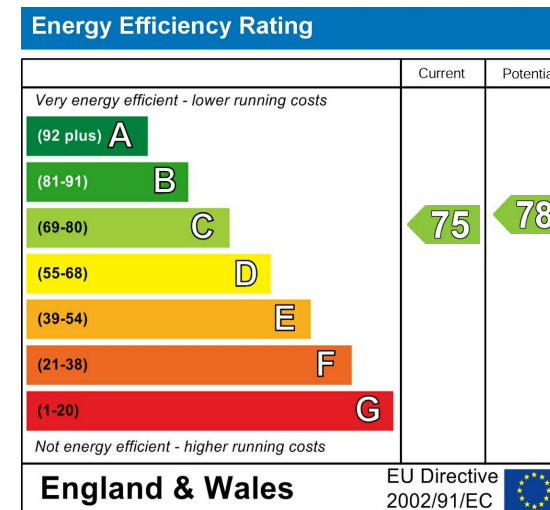 Energy Efficiency Rating
Current Potentia
Very energy efficient - lower running costs
(92 plus) A
(81-91) B
(69-80) C 75 78
(55-68) D
(39-54) E
(21-38) F
(1-20) G
Not energy efficient - higher running costs
England & Wales
EU Directive
2002/91/EC